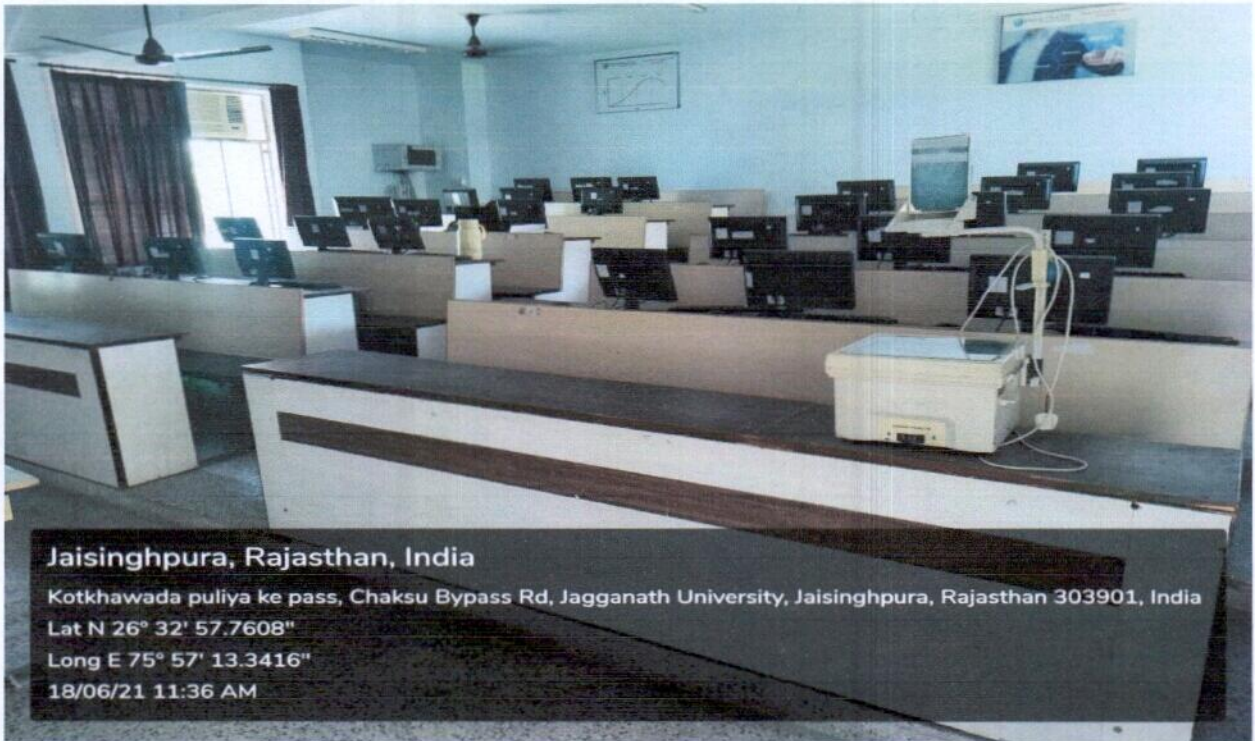 Jaisinghpura, Rajasthan, India
Kotkhawada puliya ke pass, Chaksu Bypass Rd, Jagganath University, Jaisinghpura, Rajasthan 303901, India
Lat N 26° 32' 57.7608"
Long E 75° 57' 13.3416"
18/06/21 11:36 AM